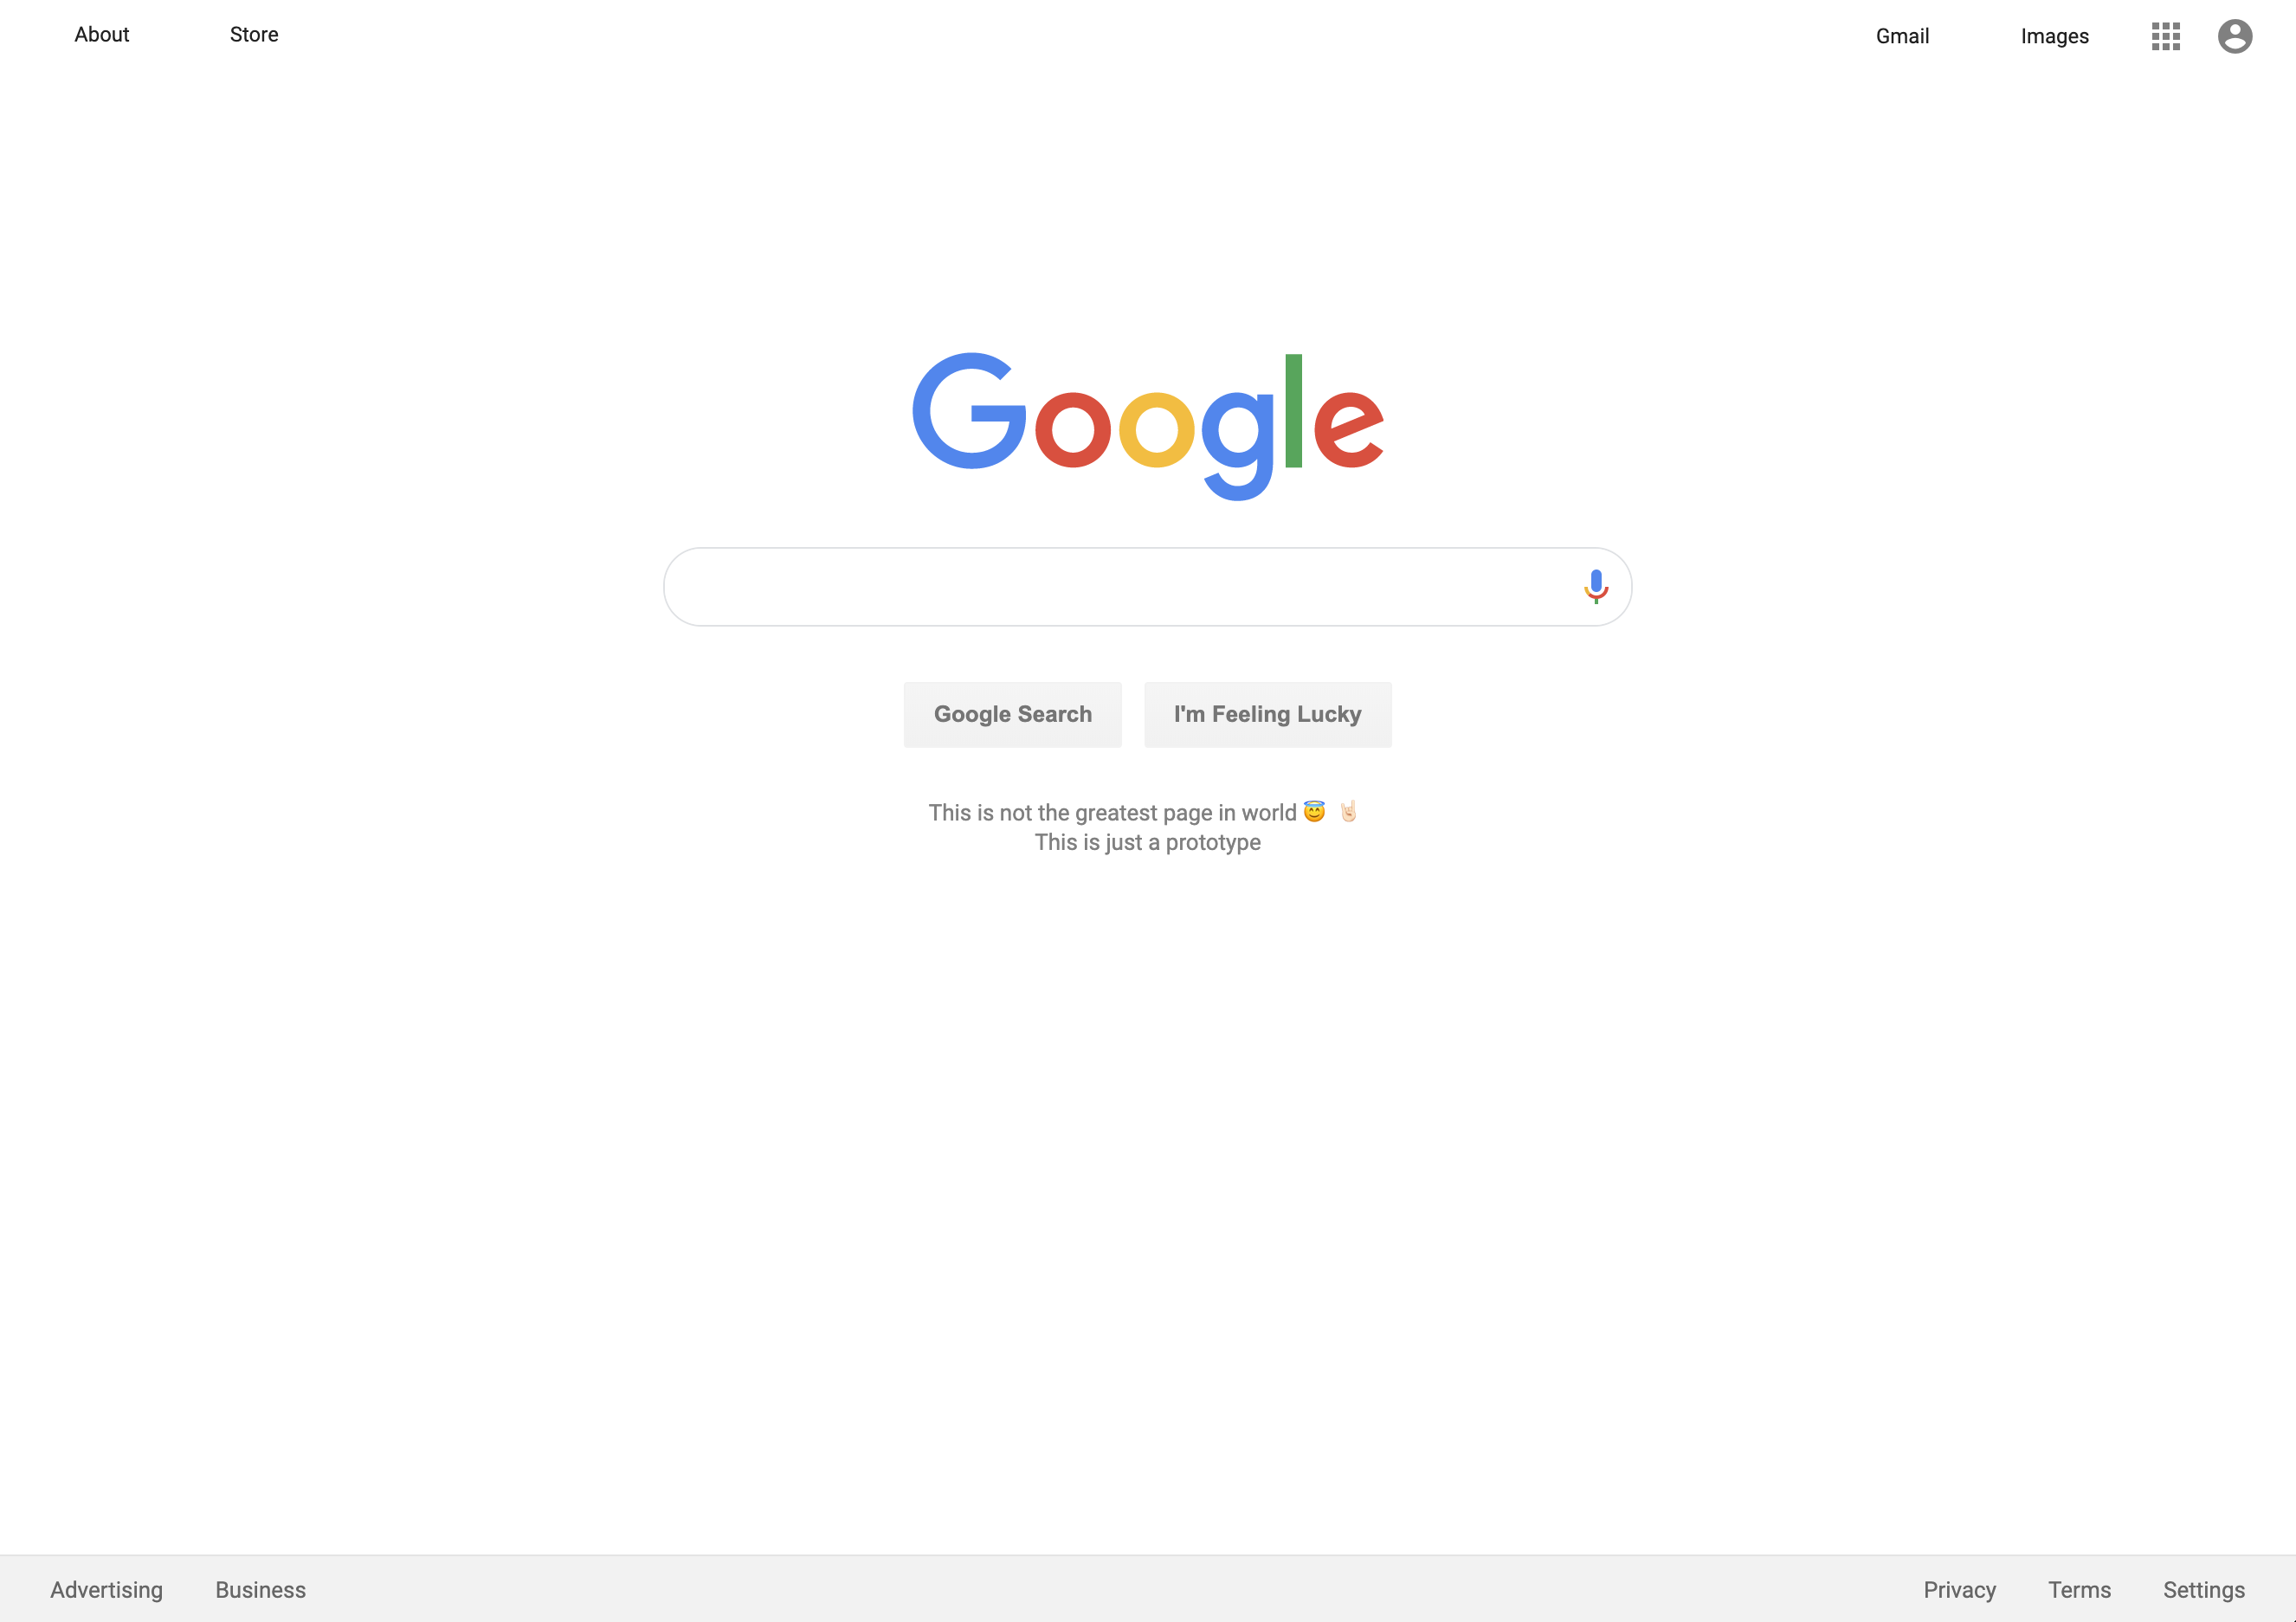 About Store Gmail Images
Google
Google Search I'm Feeling Lucky
This is not the greatest page in world 😇 🤘🏻
This is just a prototype
Advertising Business Privacy Terms Settings